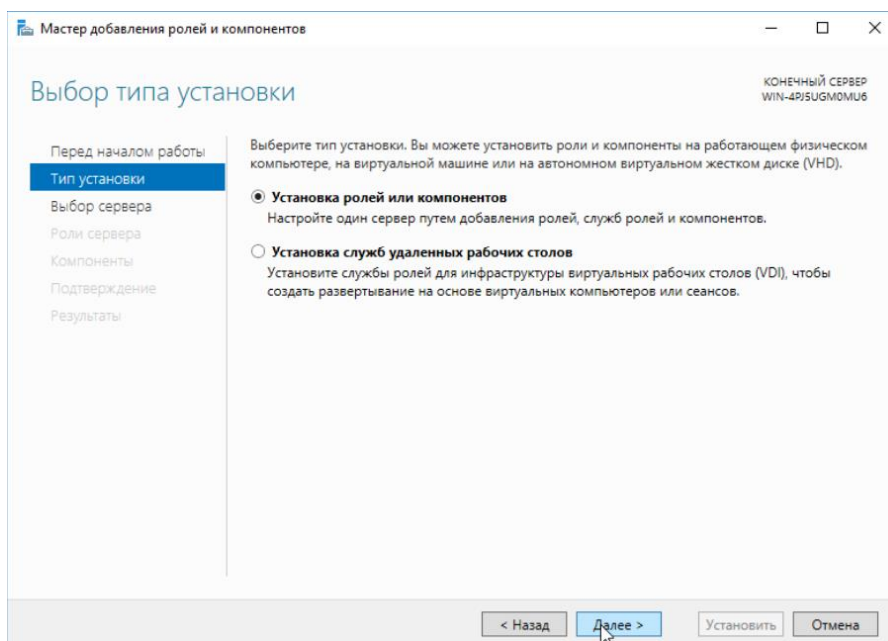 Мастер добавления ролей и компонентов
Выбор типа установки
КОНЕЧНЫЙ СЕРВЕР
WIN-4PJ5UGM0MU6
Перед началом работы
Тип установки
Выбор сервера
Роли сервера
Компоненты
Подтверждение
Результаты
Выберите тип установки. Вы можете установить роли и компоненты на работающем физическом
компьютере, на виртуальной машине или на автономном виртуальном жестком диске (VHD).
Установка ролей или компонентов
Настройте один сервер путем добавления ролей, служб ролей и компонентов.
Установка служб удаленных рабочих столов
Установите службы ролей для инфраструктуры виртуальных рабочих столов (VDI), чтобы
создать развертывание на основе виртуальных компьютеров или сеансов.
< Назад
Далее >
Установить
Отмена